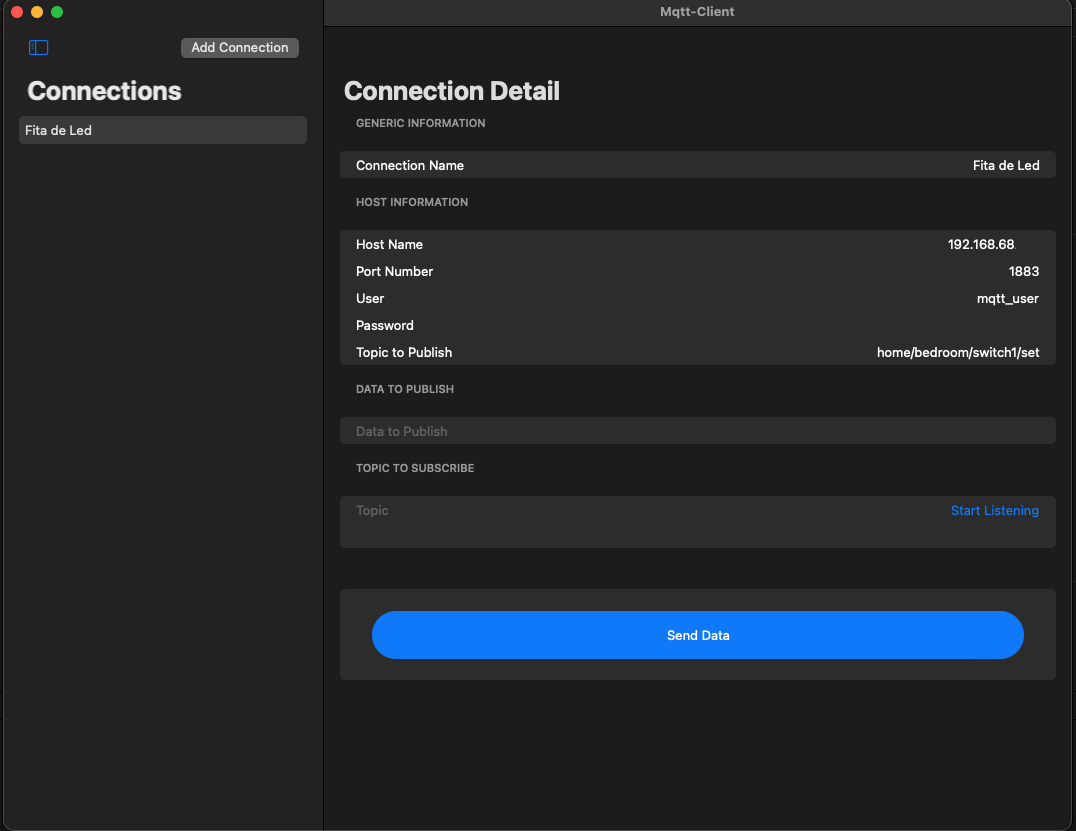 Mqtt-Client
Add Connection
Connections
Fita de Led
Connection Detail
GENERIC INFORMATION
Connection Name Fita de Led
HOST INFORMATION
Host Name 192.168.68
Port Number 1883
User mqtt_user
Password
Topic to Publish home/bedroom/switch1/set
DATA TO PUBLISH
Data to Publish
TOPIC TO SUBSCRIBE
Topic Start Listening
Send Data